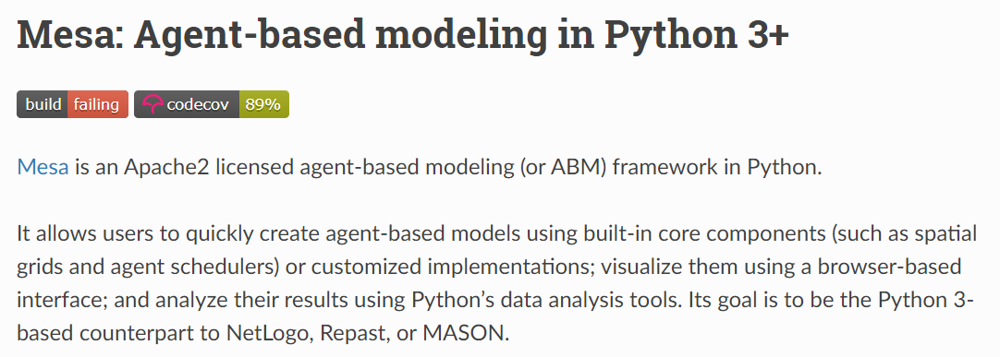 Mesa: Agent-based modeling in Python 3+
build failing codecov 89%
Mesa is an Apache2 licensed agent-based modeling (or ABM) framework in Python.
It allows users to quickly create agent-based models using built-in core components (such as spatial
grids and agent schedulers) or customized implementations; visualize them using a browser-based
interface; and analyze their results using Python’s data analysis tools. Its goal is to be the Python 3-
based counterpart to NetLogo, Repast, or MASON.